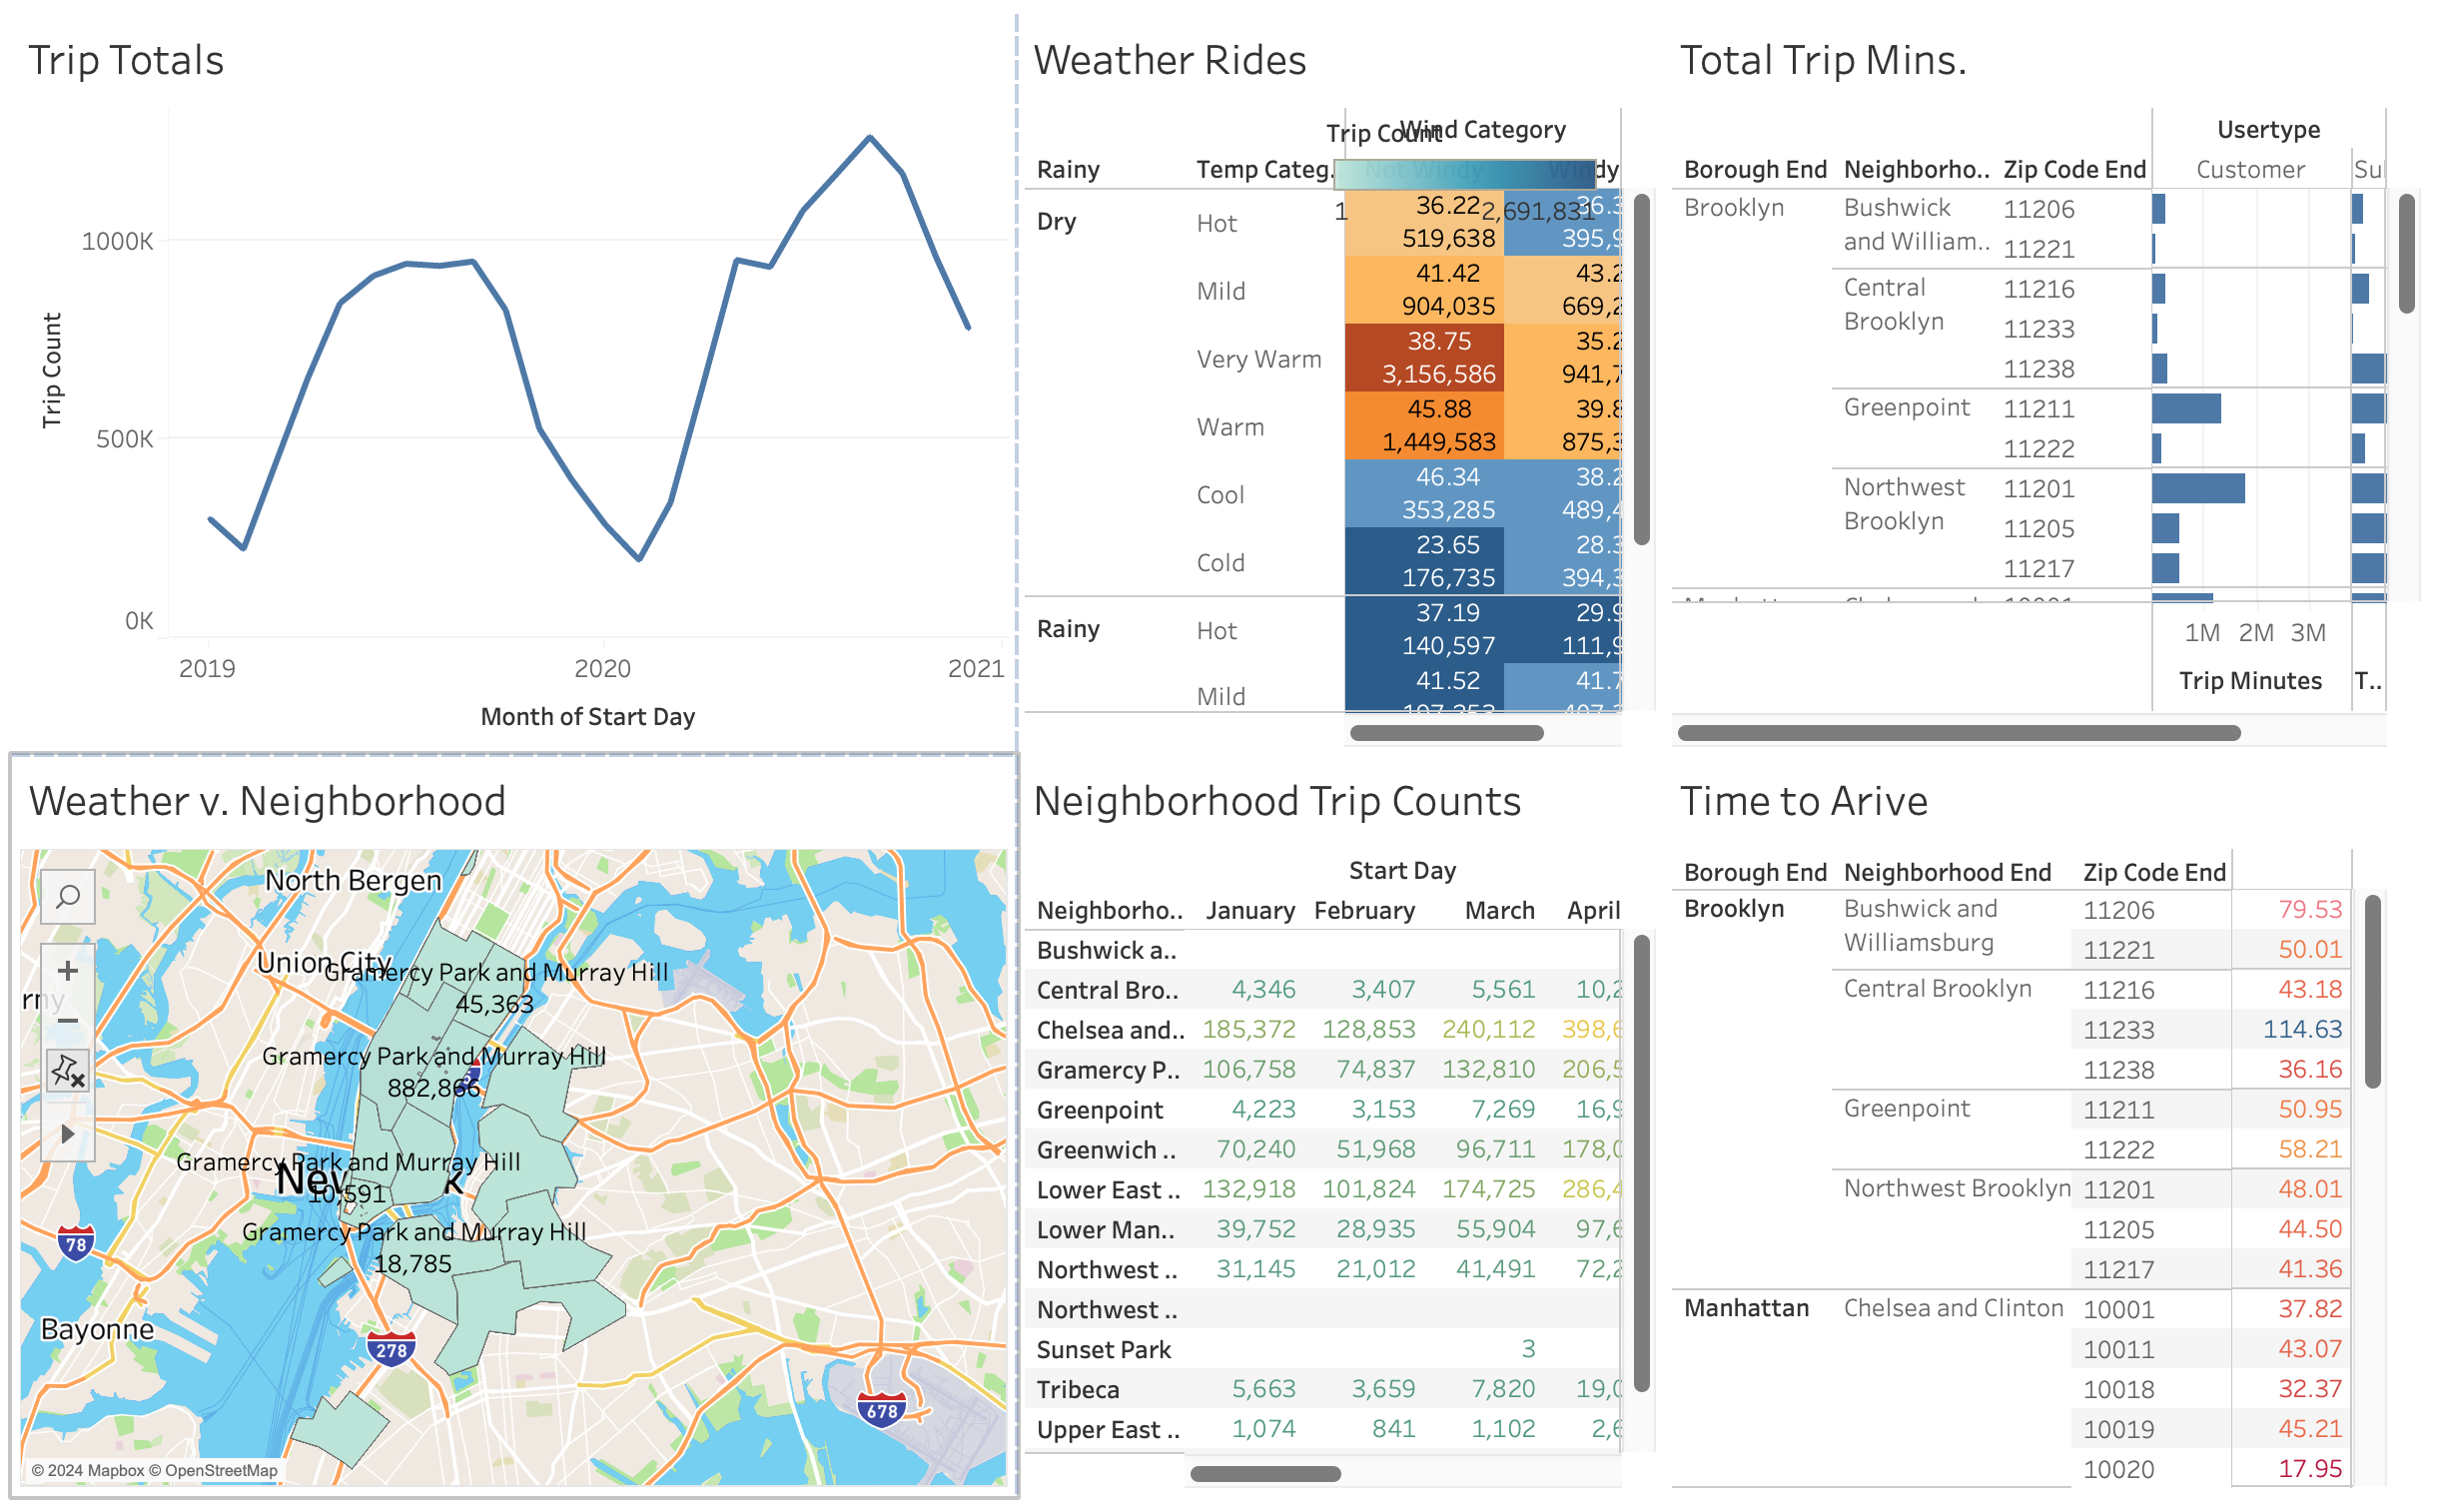 Trip Totals
1000K
500K
0K
Trip Count
2019 2020 2021
Month of Start Day
Weather Rides
Trip Count
Wind Category
Rainy Temp Categ.. Not Windy Windy
1 2,691,831
Dry Hot 36.22 36.3
519,638 395,9
Mild 41.42 43.2
904,035 669,2
Very Warm 38.75 35.2
3,156,586 941,7
Warm 45.88 39.8
1,449,583 875,3
Cool 46.34 38.2
353,285 489,4
Cold 23.65 28.3
176,735 394,3
Rainy Hot 37.19 29.9
140,597 111,9
Mild 41.52 41.7
Total Trip Mins.
Usertype
Borough End Neighborho.. Zip Code End Customer Su
Brooklyn Bushwick and William.. 11206
11221
Central Brooklyn 11216
11233
11238
Greenpoint 11211
11222
Northwest Brooklyn 11201
11205
11217
1M 2M 3M
Trip Minutes T..
Weather v. Neighborhood
North Bergen
Union City
Gramercy Park and Murray Hill
45,363
Gramercy Park and Murray Hill
882,866
Gramercy Park and Murray Hill
10,591
Gramercy Park and Murray Hill
18,785
78
Bayonne
278
678
© 2024 Mapbox © OpenStreetMap
Neighborhood Trip Counts
Start Day
Neighborho.. January February March April
Bushwick a..
Central Bro.. 4,346 3,407 5,561 10,2
Chelsea and.. 185,372 128,853 240,112 398,6
Gramercy P.. 106,758 74,837 132,810 206,5
Greenpoint 4,223 3,153 7,269 16,9
Greenwich .. 70,240 51,968 96,711 178,0
Lower East .. 132,918 101,824 174,725 286,4
Lower Man.. 39,752 28,935 55,904 97,6
Northwest .. 31,145 21,012 41,491 72,2
Northwest ..
Sunset Park 3
Tribeca 5,663 3,659 7,820 19,0
Upper East .. 1,074 841 1,102 2,6
Time to Arive
Borough End Neighborhood End Zip Code End
Brooklyn Bushwick and Williamsburg 11206 79.53
11221 50.01
Central Brooklyn 11216 43.18
11233 114.63
11238 36.16
Greenpoint 11211 50.95
11222 58.21
Northwest Brooklyn 11201 48.01
11205 44.50
11217 41.36
Manhattan Chelsea and Clinton 10001 37.82
10011 43.07
10018 32.37
10019 45.21
10020 17.95